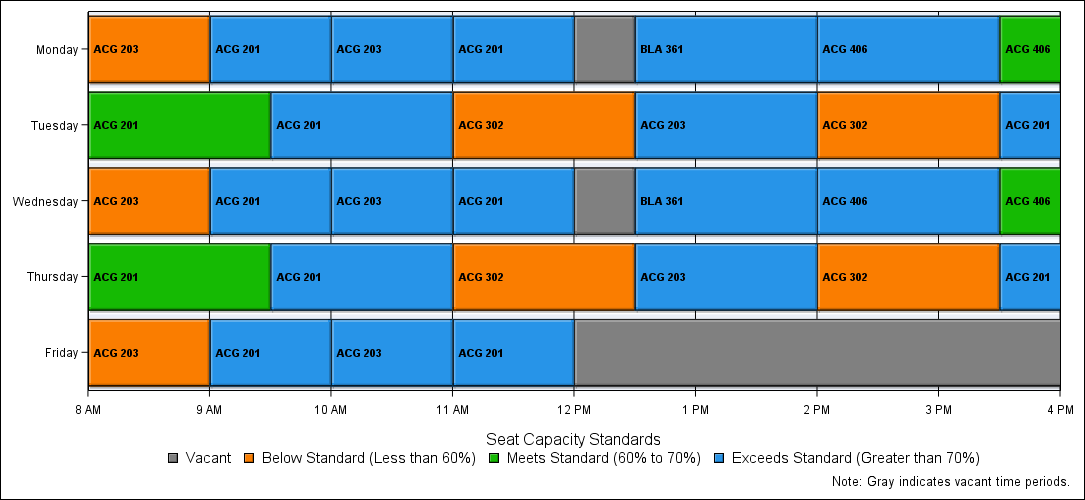 Monday
ACG 203 ACG 201 ACG 203 ACG 201 BLA 361 ACG 406 ACG 406
Tuesday
ACG 201 ACG 201 ACG 302 ACG 203 ACG 302 ACG 201
Wednesday
ACG 203 ACG 201 ACG 203 ACG 201 BLA 361 ACG 406 ACG 406
Thursday
ACG 201 ACG 201 ACG 302 ACG 203 ACG 302 ACG 201
Friday
ACG 203 ACG 201 ACG 203 ACG 201
8 AM 9 AM 10 AM 11 AM 12 PM 1 PM 2 PM 3 PM 4 PM
Seat Capacity Standards
Vacant Below Standard (Less than 60%) Meets Standard (60% to 70%) Exceeds Standard (Greater than 70%)
Note: Gray indicates vacant time periods.